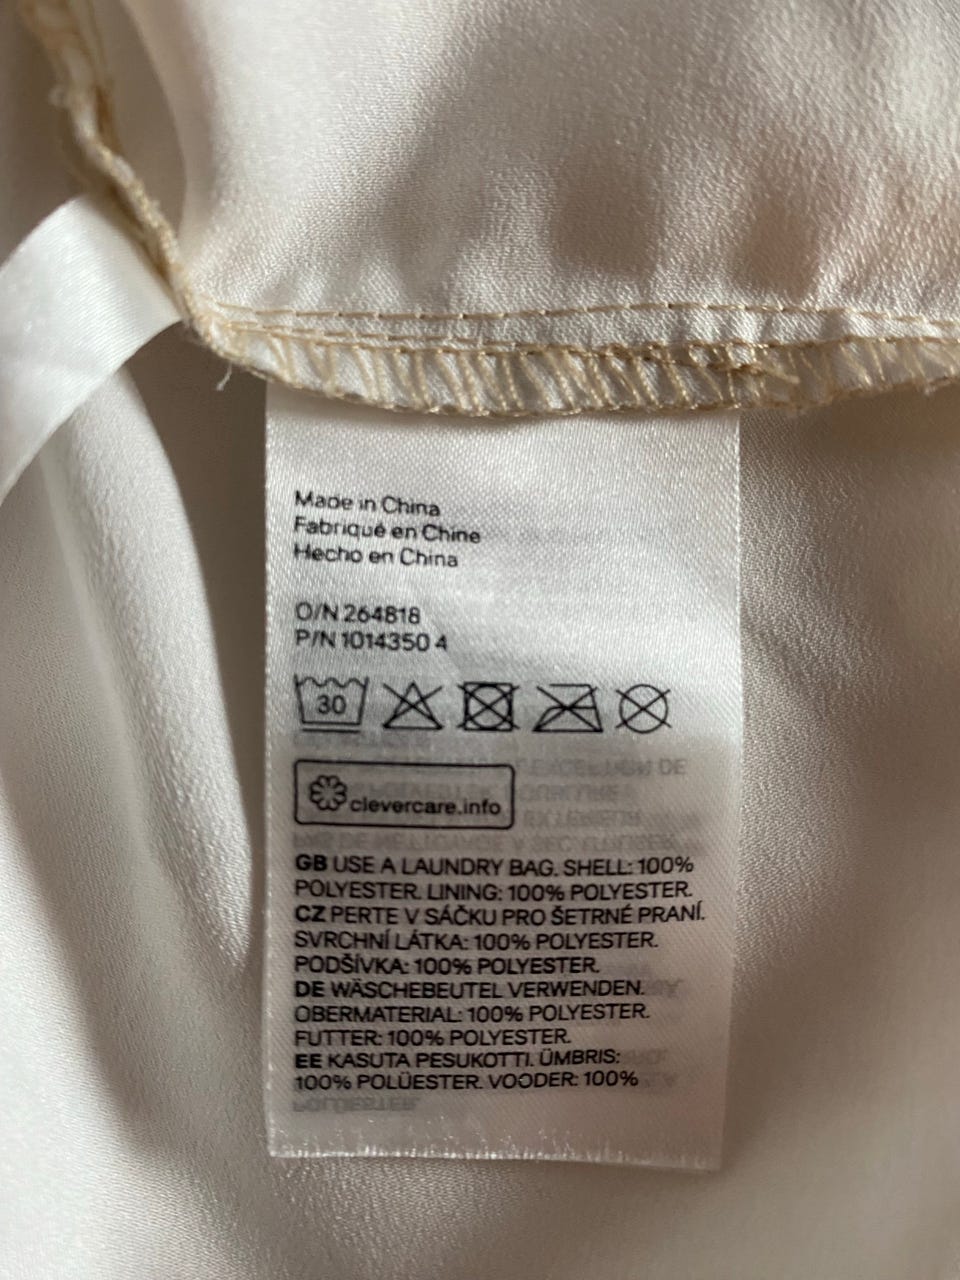 Made in China
Fabriqué en Chine
Hecho en China
O/N 264818
P/N 1014350 4
30
clevercare.info
GB USE A LAUNDRY BAG. SHELL: 100%
POLYESTER. LINING: 100% POLYESTER.
CZ PERTE V SÁČKU PRO ŠETRNÉ PRANÍ.
SVRCHNÍ LÁTKA: 100% POLYESTER.
PODŠÍVKA: 100% POLYESTER.
DE WÄSCHEBEUTEL VERWENDEN.
OBERMATERIAL: 100% POLYESTER.
FUTTER: 100% POLYESTER.
EE KASUTA PESUKOTTI. ÜMBRIS:
100% POLÜESTER. VOODER: 100%